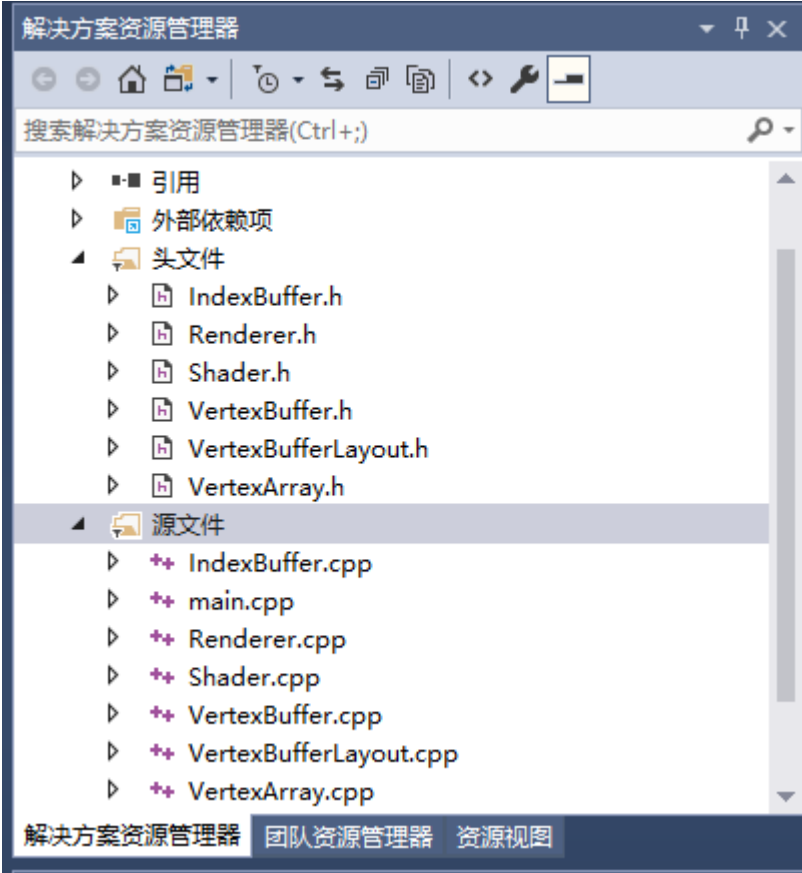 解决方案资源管理器
搜索解决方案资源管理器(Ctrl+;)
引用
外部依赖项
头文件
IndexBuffer.h
Renderer.h
Shader.h
VertexBuffer.h
VertexBufferLayout.h
VertexArray.h
源文件
IndexBuffer.cpp
main.cpp
Renderer.cpp
Shader.cpp
VertexBuffer.cpp
VertexBufferLayout.cpp
VertexArray.cpp
解决方案资源管理器 团队资源管理器 资源视图